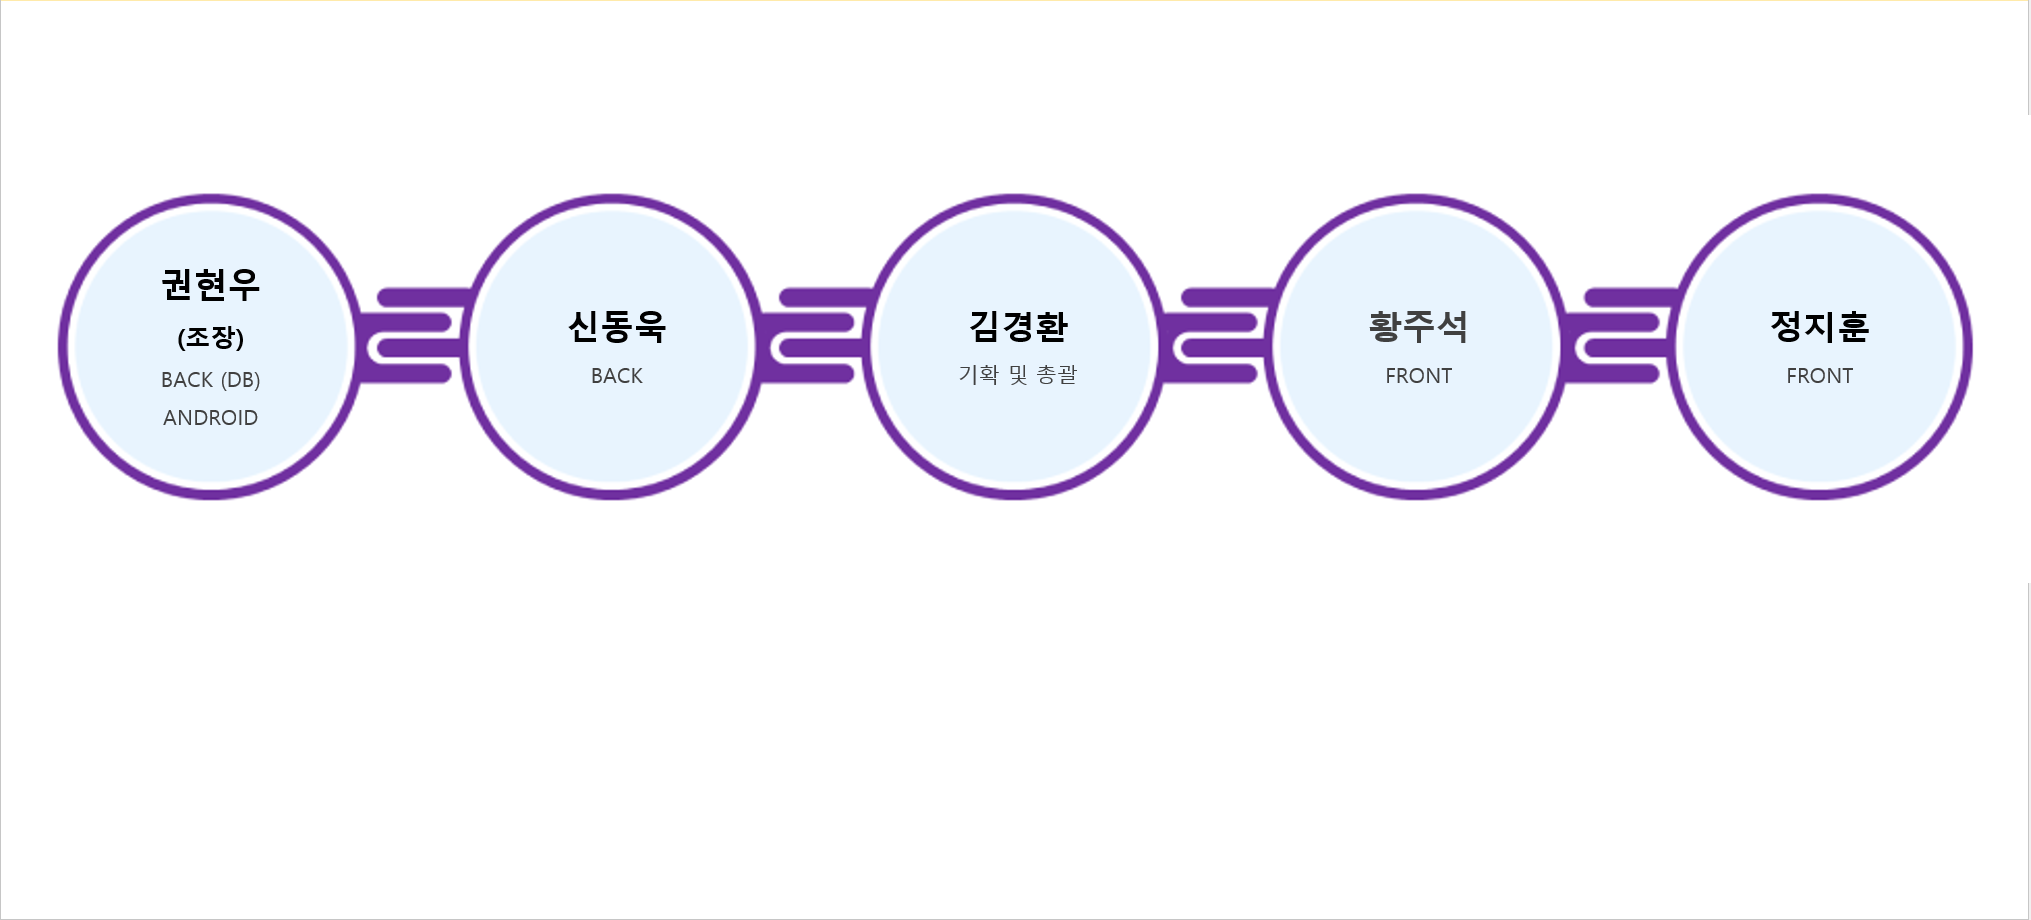 권현우
(조장)
BACK (DB)
ANDROID
신동욱
BACK
김경환
기획 및 총괄
황주석
FRONT
정지훈
FRONT